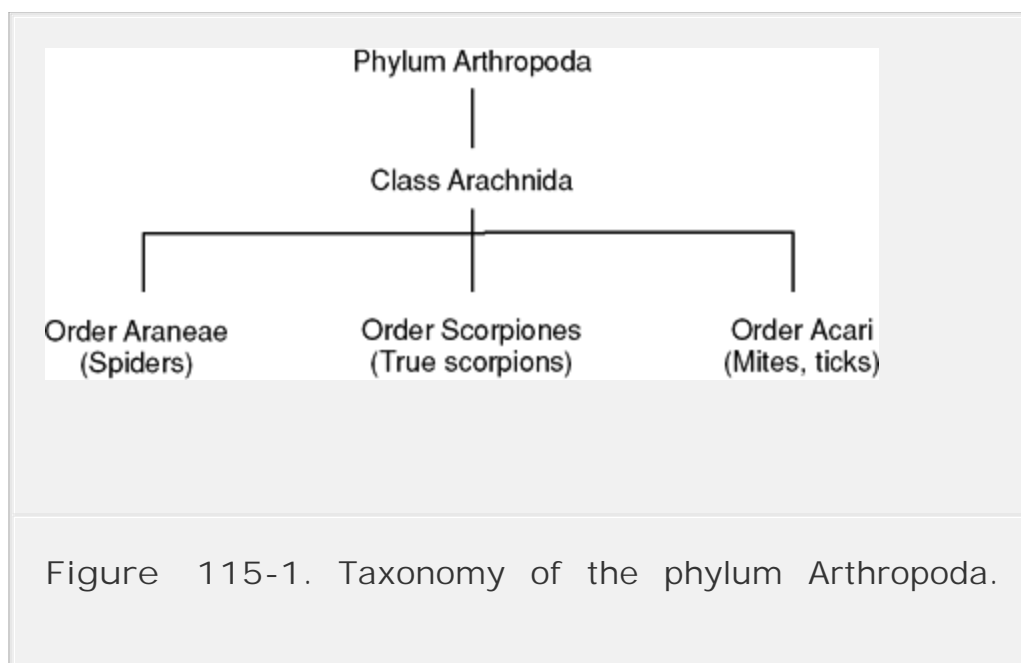 Phylum Arthropoda
Class Arachnida
Order Araneae
(Spiders)
Order Scorpiones
(True scorpions)
Order Acari
(Mites, ticks)
Figure 115-1. Taxonomy of the phylum Arthropoda.